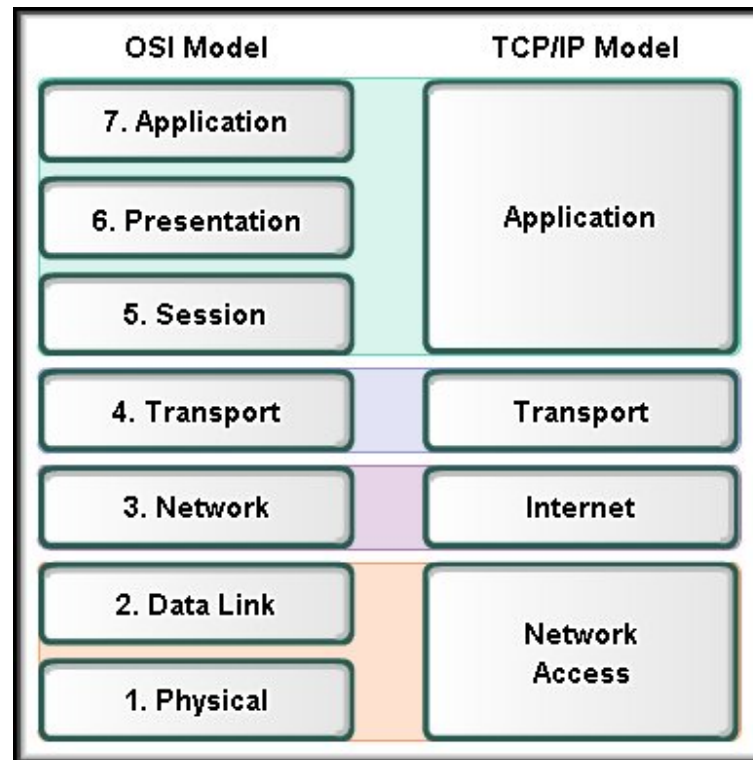 OSI Model
TCP/IP Model
7. Application
6. Presentation
5. Session
Application
4. Transport
Transport
3. Network
Internet
2. Data Link
1. Physical
Network
Access